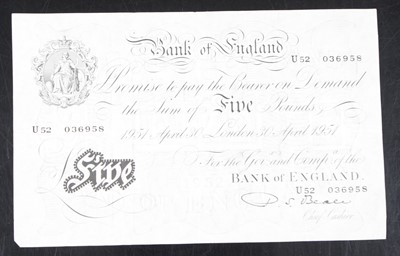 Bank of England
U52 036958
I Promise to pay the Bearer on Demand
the Sum of Five Pounds
U52 036958
1951 April 30 London 30 April 1951
For the Govr. and Compa. of the
BANK OF ENGLAND.
£Five
U52 036958
P. S. Beale
Chief Cashier